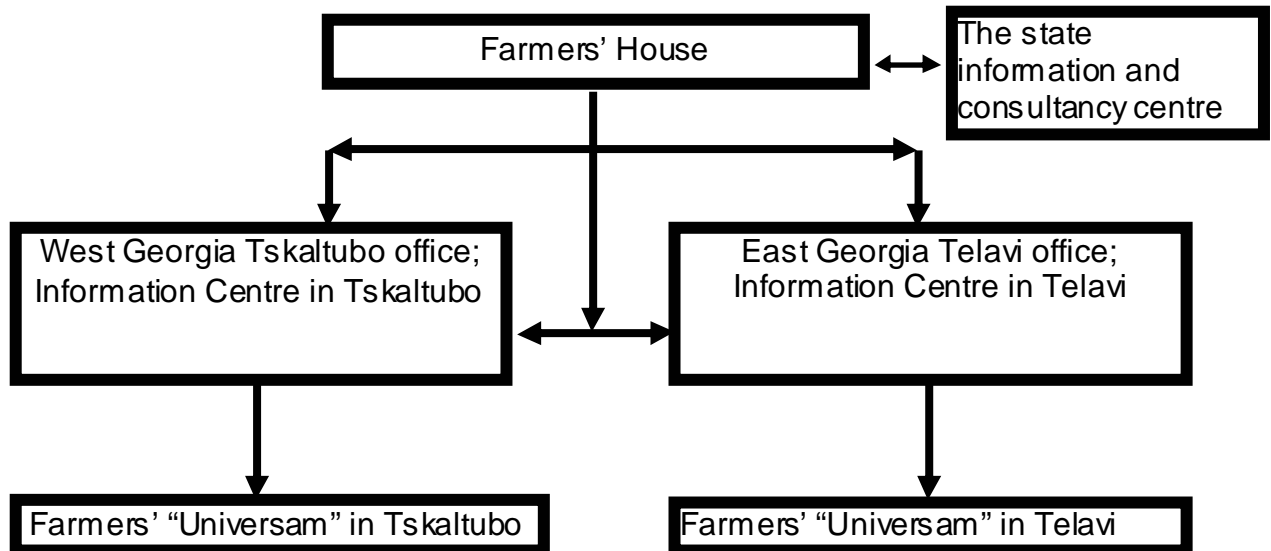 Farmers’ House
The state
information and
consultancy centre
West Georgia Tskaltubo office;
Information Centre in Tskaltubo
East Georgia Telavi office;
Information Centre in Telavi
Farmers’ “Universam” in Tskaltubo
Farmers’ “Universam” in Telavi